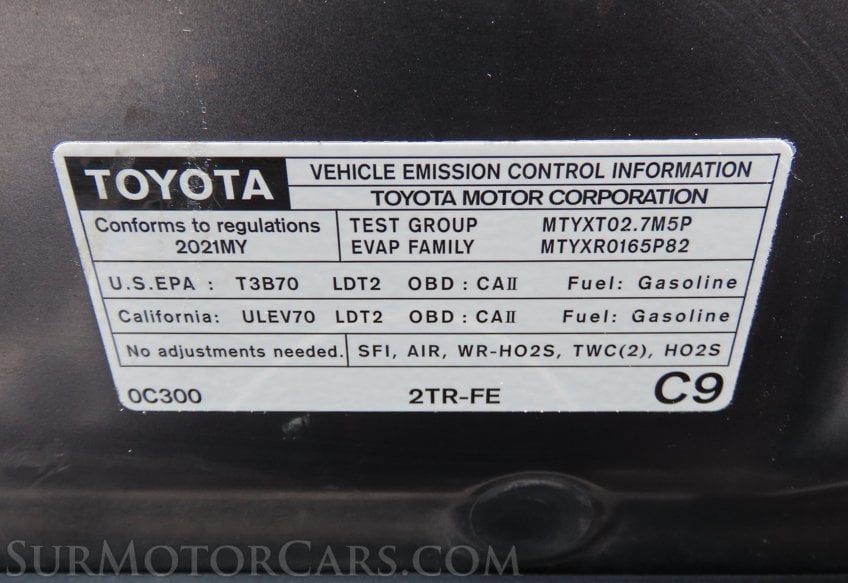 TOYOTA
VEHICLE EMISSION CONTROL INFORMATION
TOYOTA MOTOR CORPORATION
Conforms to regulations
2021MY
TEST GROUP MTYXT02.7M5P
EVAP FAMILY MTYXR0165P82
U.S.EPA : T3B70 LDT2 OBD : CAII Fuel: Gasoline
California: ULEV70 LDT2 OBD : CAII Fuel: Gasoline
No adjustments needed. SFI, AIR, WR-HO2S, TWC(2), HO2S
0C300 2TR-FE C9
SURMOTORCARS.COM